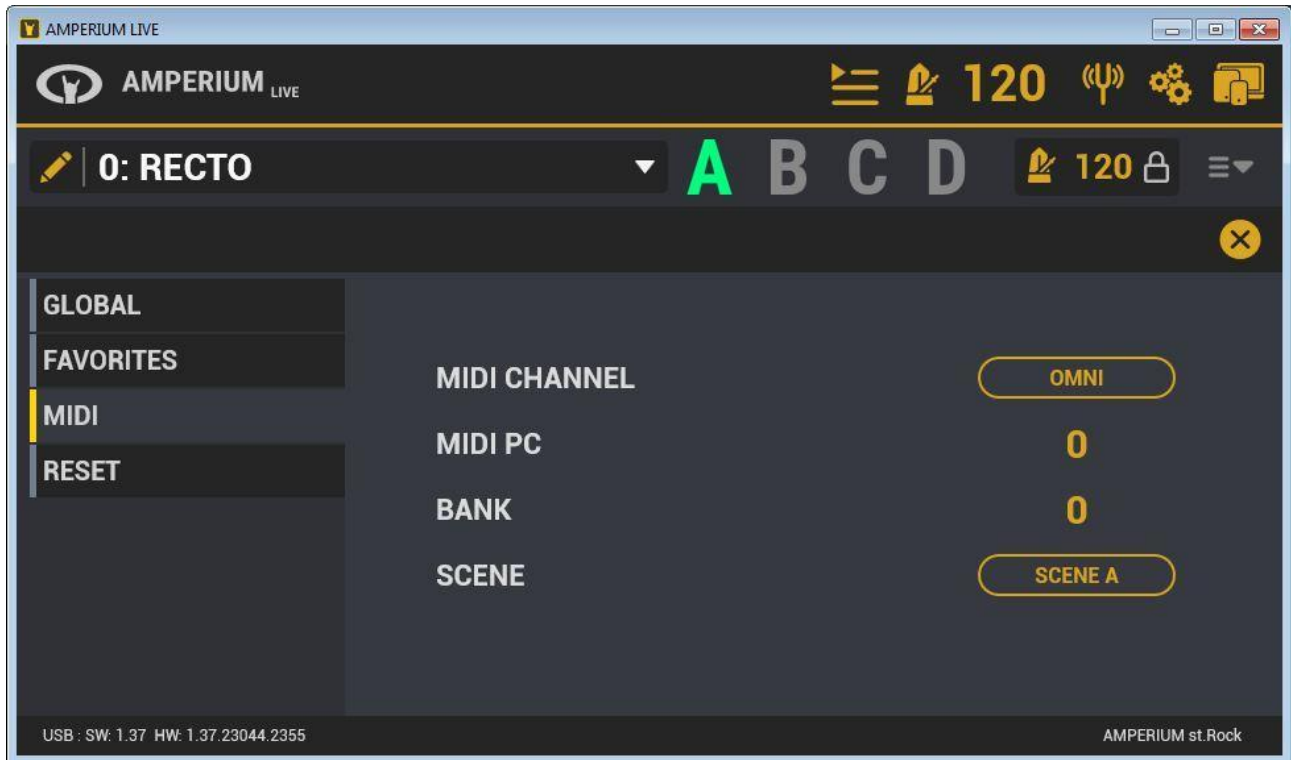 AMPERIUM LIVE
AMPERIUM LIVE 120
0: RECTO A B C D 120
GLOBAL
FAVORITES
MIDI
RESET
MIDI CHANNEL OMNI
MIDI PC 0
BANK 0
SCENE SCENE A
USB : SW: 1.37 HW: 1.37.23044.2355 AMPERIUM st.Rock